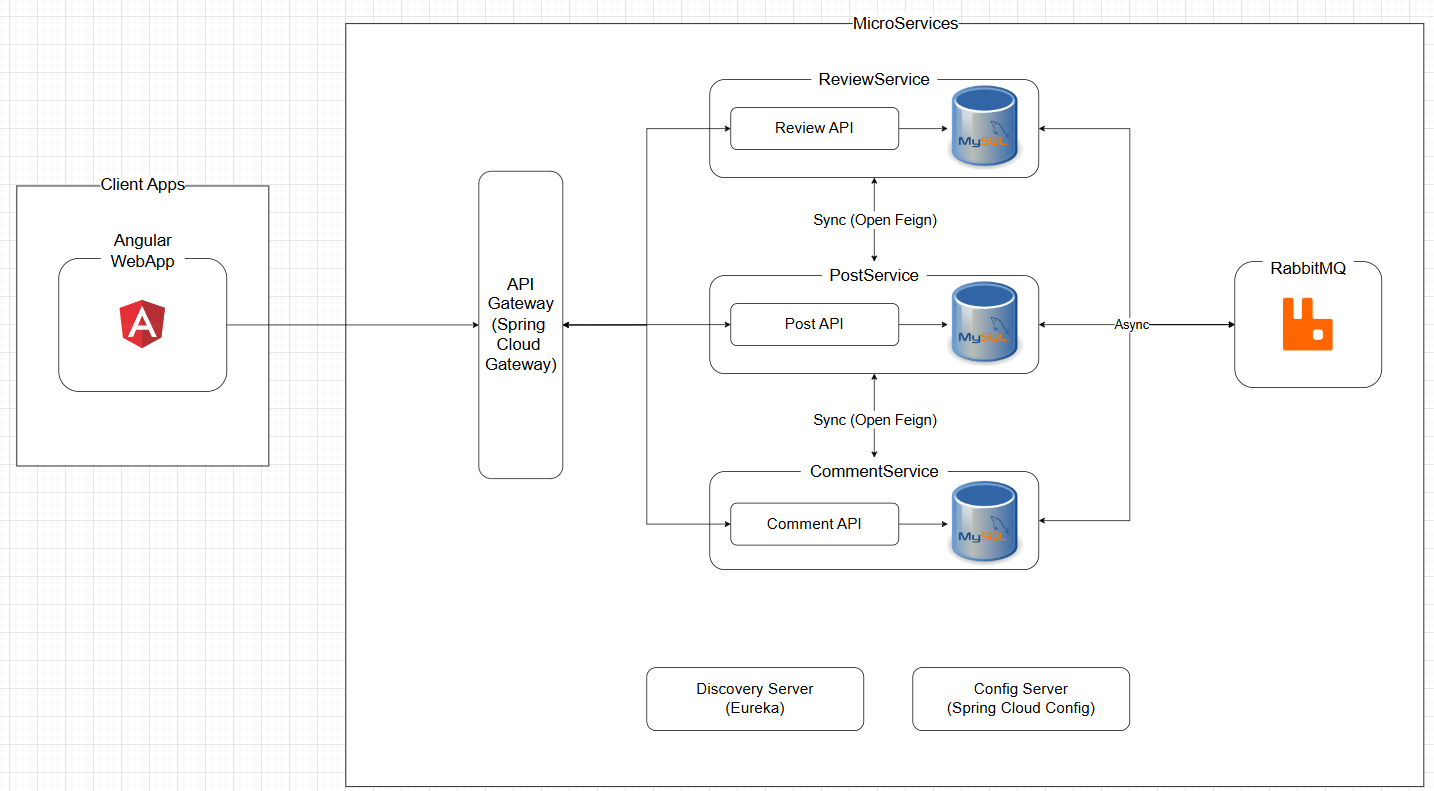 MicroServices
ReviewService
Review API
MySQL
Client Apps
Angular
WebApp
API
Gateway
(Spring
Cloud
Gateway)
Sync (Open Feign)
PostService
Post API
MySQL
Async
RabbitMQ
Sync (Open Feign)
CommentService
Comment API
MySQL
Discovery Server
(Eureka)
Config Server
(Spring Cloud Config)